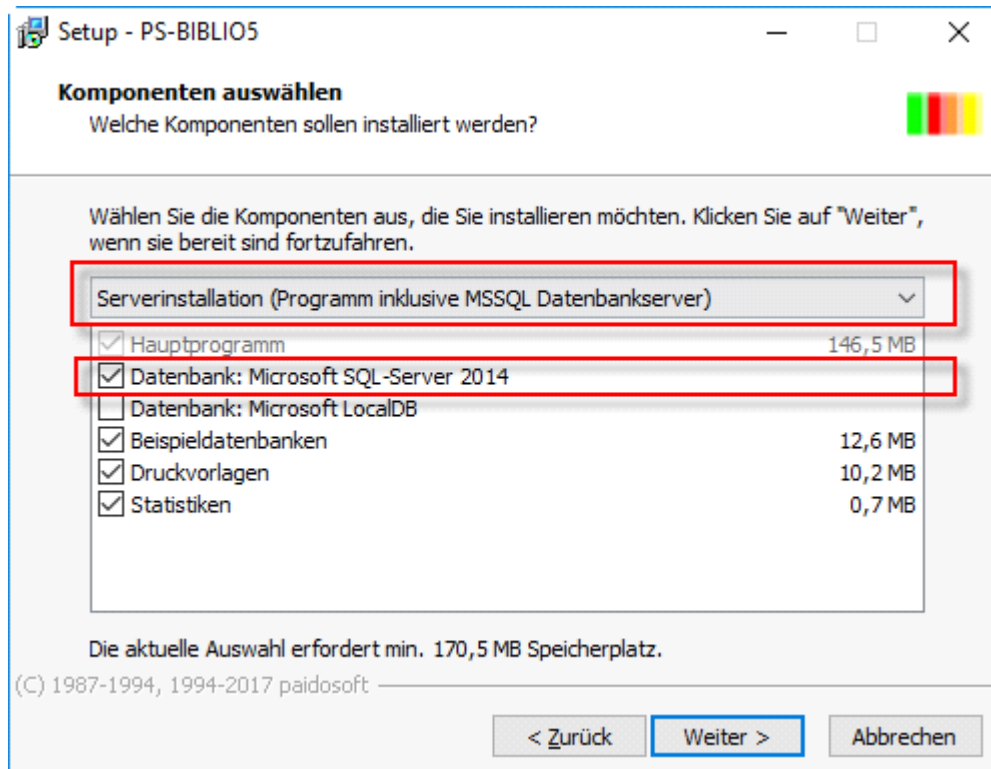 Setup - PS-BIBLIO5
Komponenten auswählen
Welche Komponenten sollen installiert werden?
Wählen Sie die Komponenten aus, die Sie installieren möchten. Klicken Sie auf "Weiter",
wenn sie bereit sind fortzufahren.
Serverinstallation (Programm inklusive MSSQL Datenbankserver)
Hauptprogramm 146,5 MB
Datenbank: Microsoft SQL-Server 2014
Datenbank: Microsoft LocalDB
Beispieldatenbanken 12,6 MB
Druckvorlagen 10,2 MB
Statistiken 0,7 MB
Die aktuelle Auswahl erfordert min. 170,5 MB Speicherplatz.
(C) 1987-1994, 1994-2017 paidosoft
< Zurück Weiter > Abbrechen